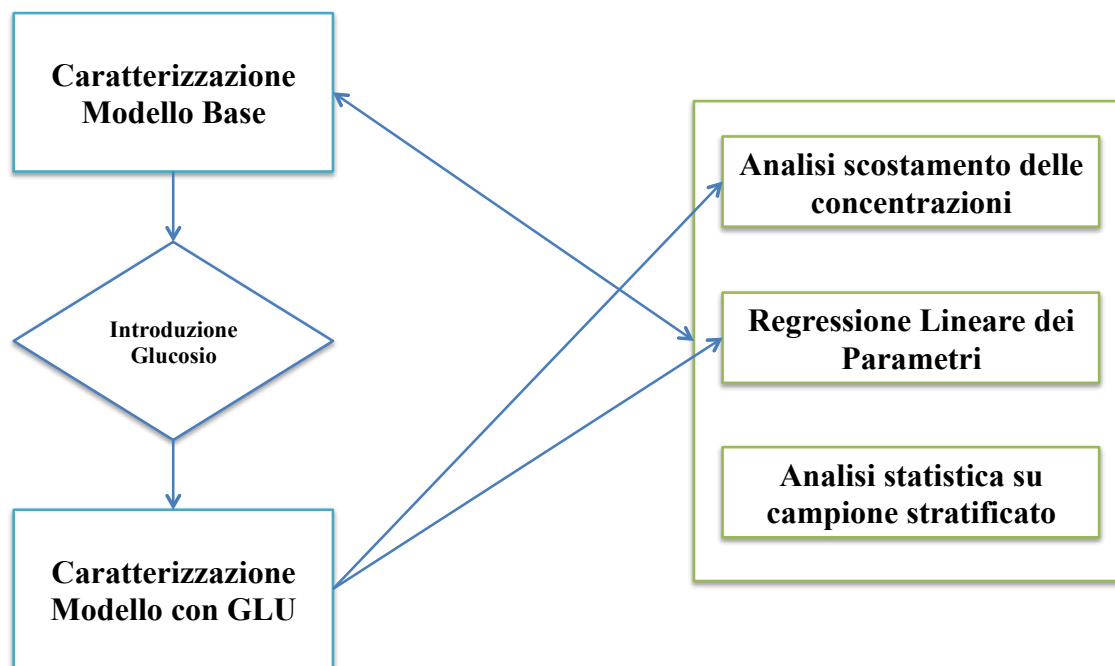 Caratterizzazione
Modello Base
Introduzione
Glucosio
Caratterizzazione
Modello con GLU
Analisi scostamento delle
concentrazioni
Regressione Lineare dei
Parametri
Analisi statistica su
campione stratificato